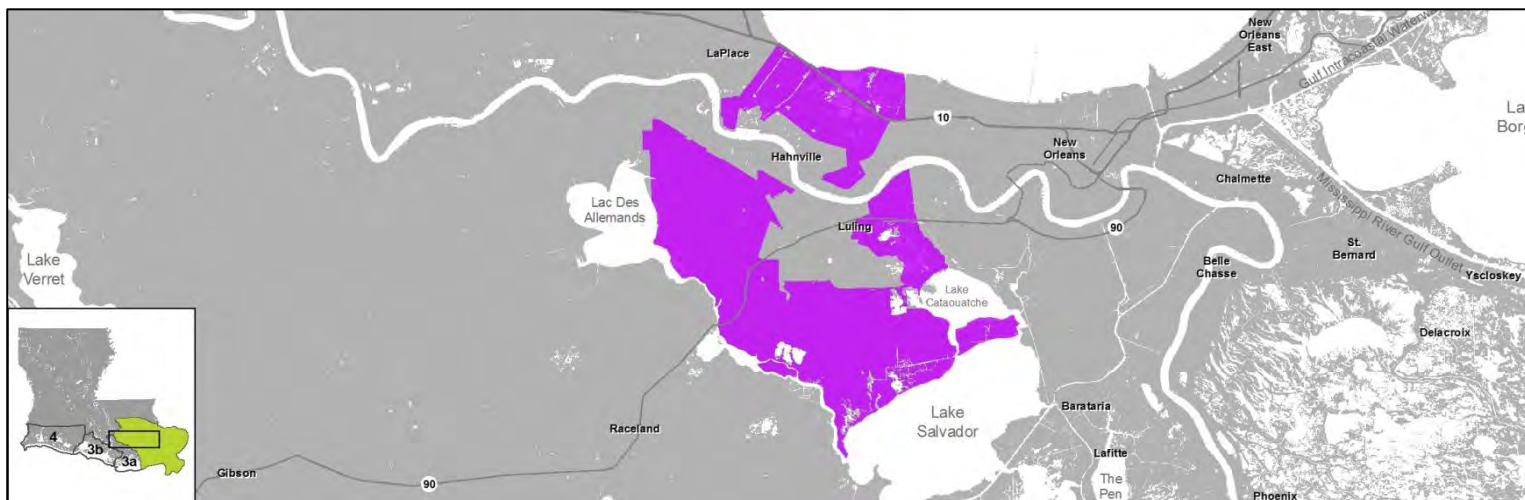 New
Orleans
East
Gulf Intracoastal Waterwa
LaPlace
La
Borg
10
New
Orleans
Hahnville
Chalmette
Mississippi River Gulf Outlet
Lac Des
Allemands
Luling
90
St.
Bernard
Belle
Chasse
Yscloskey
Lake
Verret
Lake
Cataouatche
Delacroix
Barataria
Lake
Salvador
Raceland
4
3b
3a
Lafitte
Gibson
90
The
Pen
Phoenix